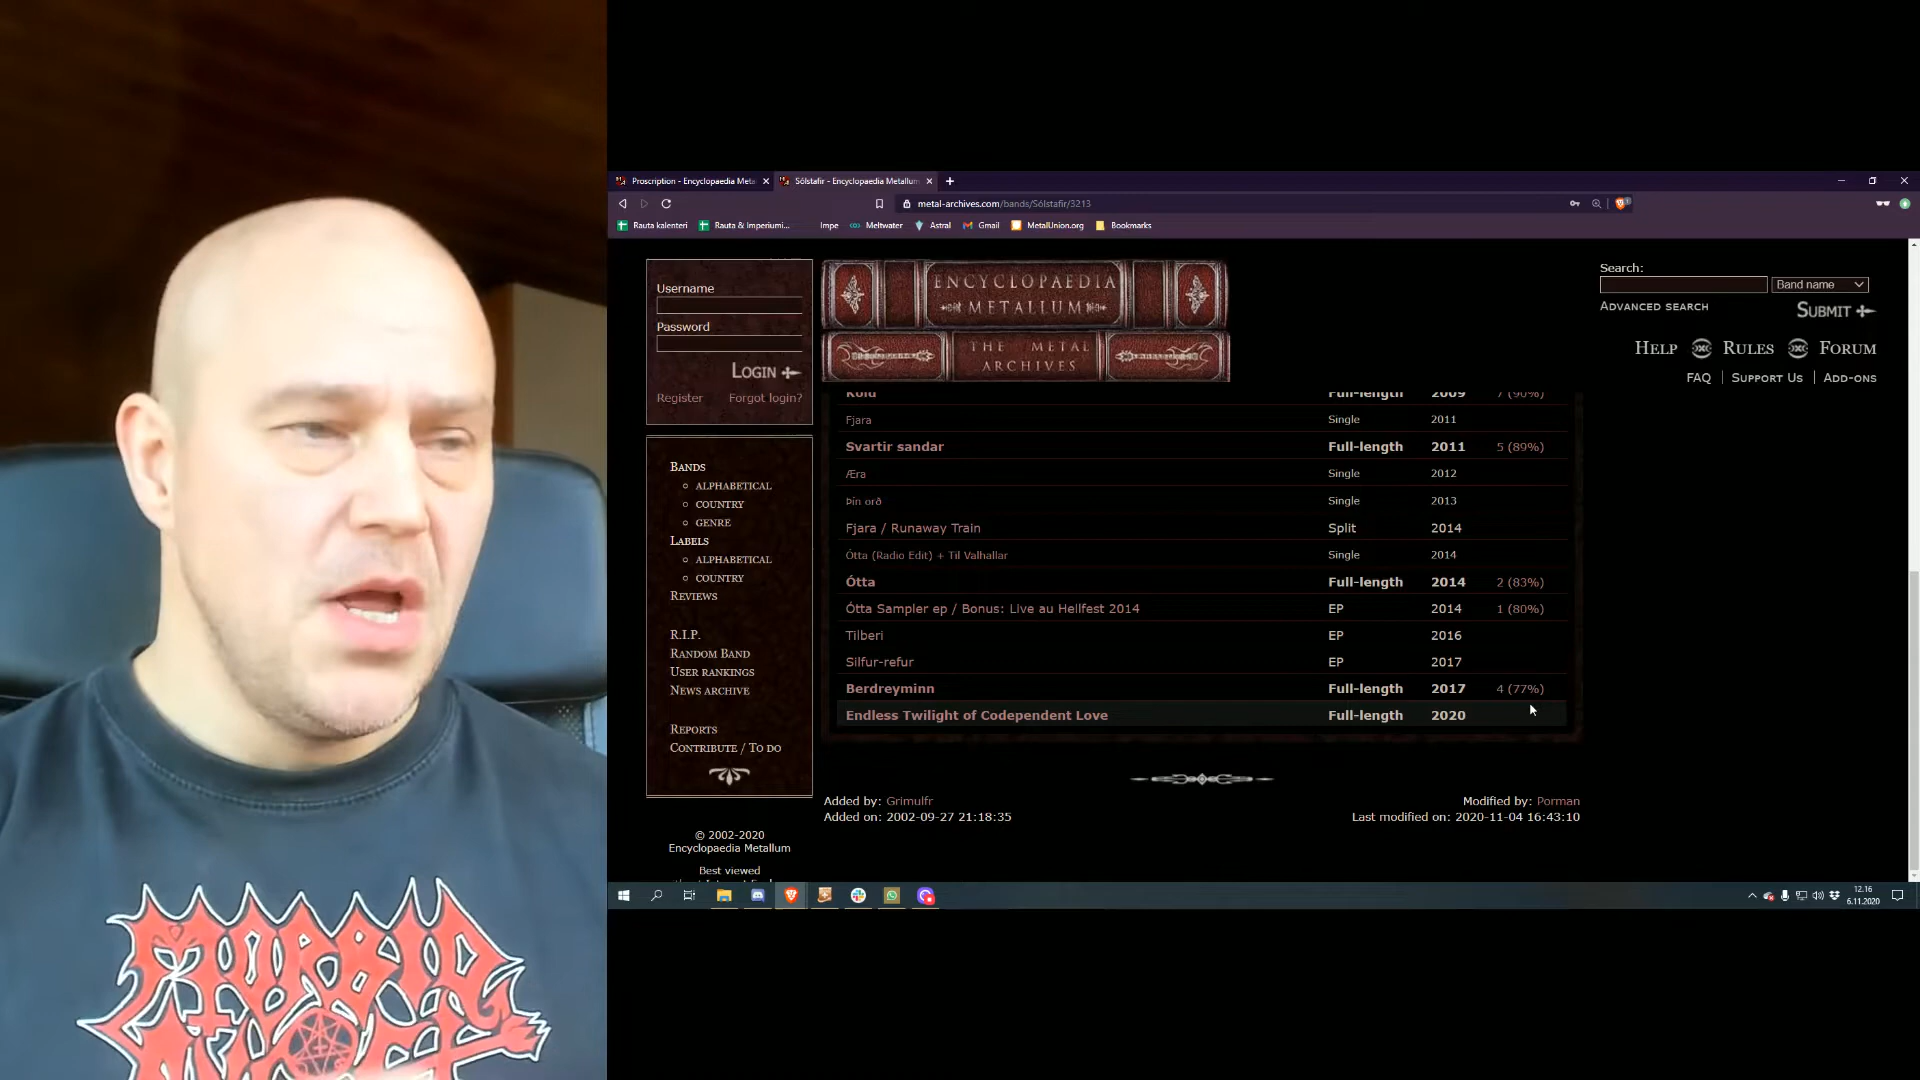 Proscription - Encyclopaedia Meta
Sólstafir - Encyclopaedia Metallum
metal-archives.com/bands/Sólstafir/3213
Rauta kalenteri
Rauta & Imperiumi...
Impe
Meltwater
Astral
Gmail
MetalUnion.org
Bookmarks
Username
Password
LOGIN
Register
Forgot login?
ENCYCLOPAEDIA
METALLUM
THE METAL
ARCHIVES
Search:
Band name
ADVANCED SEARCH
SUBMIT
HELP RULES FORUM
FAQ SUPPORT US ADD-ONS
BANDS
ALPHABETICAL
COUNTRY
GENRE
LABELS
ALPHABETICAL
COUNTRY
REVIEWS
R.I.P.
RANDOM BAND
USER RANKINGS
NEWS ARCHIVE
REPORTS
CONTRIBUTE / TO DO
© 2002-2020
Encyclopaedia Metallum
Best viewed
Köld Full-length 2009 7 (90%)
Fjara Single 2011
Svartir sandar Full-length 2011 5 (89%)
Æra Single 2012
Þín orð Single 2013
Fjara / Runaway Train Split 2014
Ótta (Radio Edit) + Til Valhallar Single 2014
Ótta Full-length 2014 2 (83%)
Ótta Sampler ep / Bonus: Live au Hellfest 2014 EP 2014 1 (80%)
Tilberi EP 2016
Silfur-refur EP 2017
Berdreyminn Full-length 2017 4 (77%)
Endless Twilight of Codependent Love Full-length 2020
Added by: Grimulfr
Added on: 2002-09-27 21:18:35
Modified by: Porman
Last modified on: 2020-11-04 16:43:10
12.16
6.11.2020
MORBID